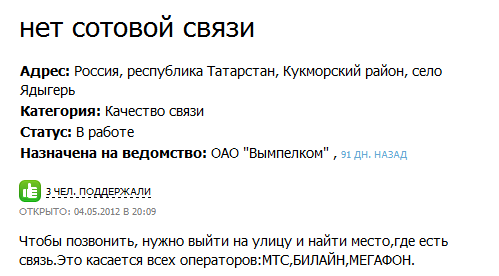 нет сотовой связи
Адрес: Россия, республика Татарстан, Кукморский район, село
Ядыгерь
Категория: Качество связи
Статус: В работе
Назначена на ведомство: ОАО "Вымпелком" , 91 ДН. НАЗАД
3 ЧЕЛ. ПОДДЕРЖАЛИ
ОТКРЫТО: 04.05.2012 В 20:09
Чтобы позвонить, нужно выйти на улицу и найти место,где есть
связь.Это касается всех операторов:МТС,БИЛАЙН,МЕГАФОН.